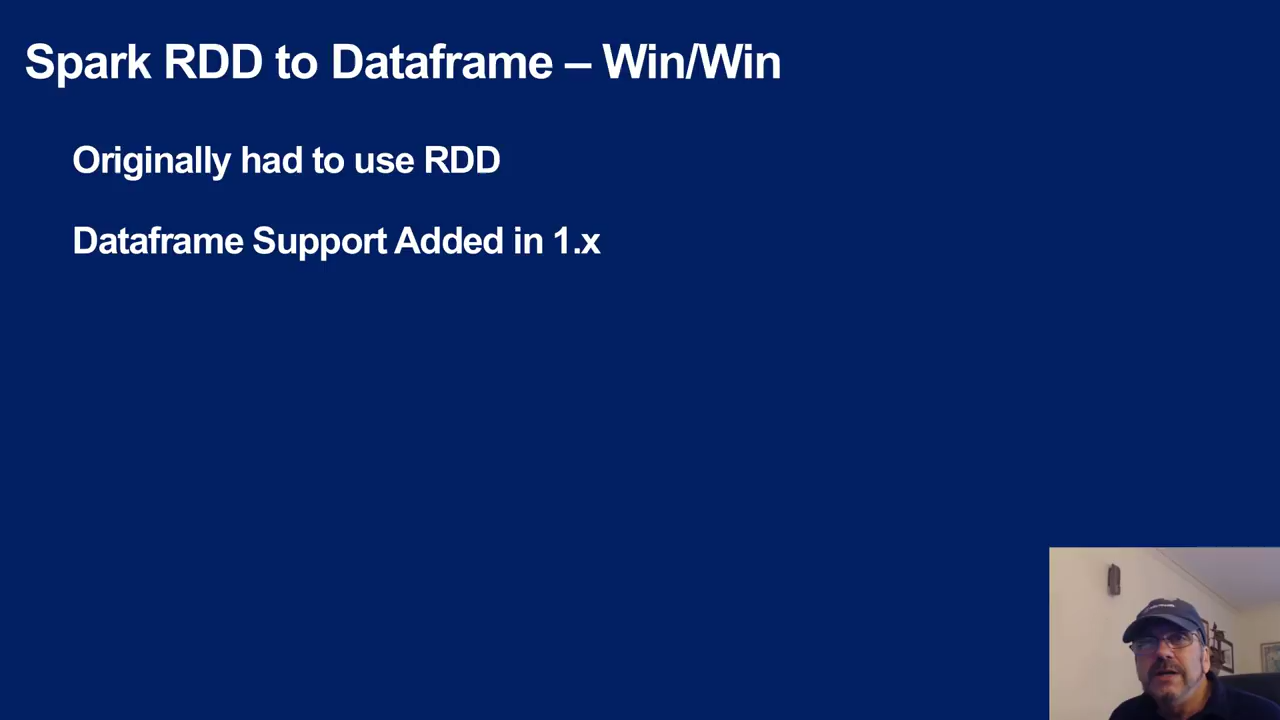 Spark RDD to Dataframe – Win/Win
Originally had to use RDD
Dataframe Support Added in 1.x